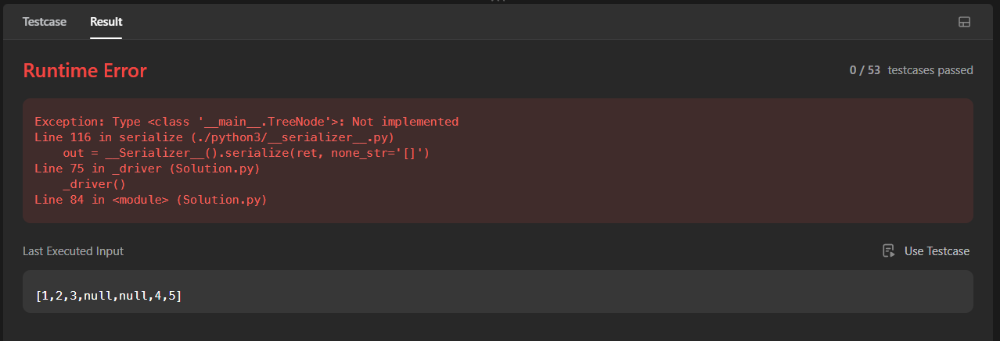 Testcase
Result
Runtime Error
0 / 53 testcases passed
Exception: Type <class '__main__.TreeNode'>: Not implemented
Line 116 in serialize (./python3/__serializer__.py)
    out = __Serializer__().serialize(ret, none_str='[]')
Line 75 in _driver (Solution.py)
    _driver()
Line 84 in <module> (Solution.py)
Last Executed Input
Use Testcase
[1,2,3,null,null,4,5]